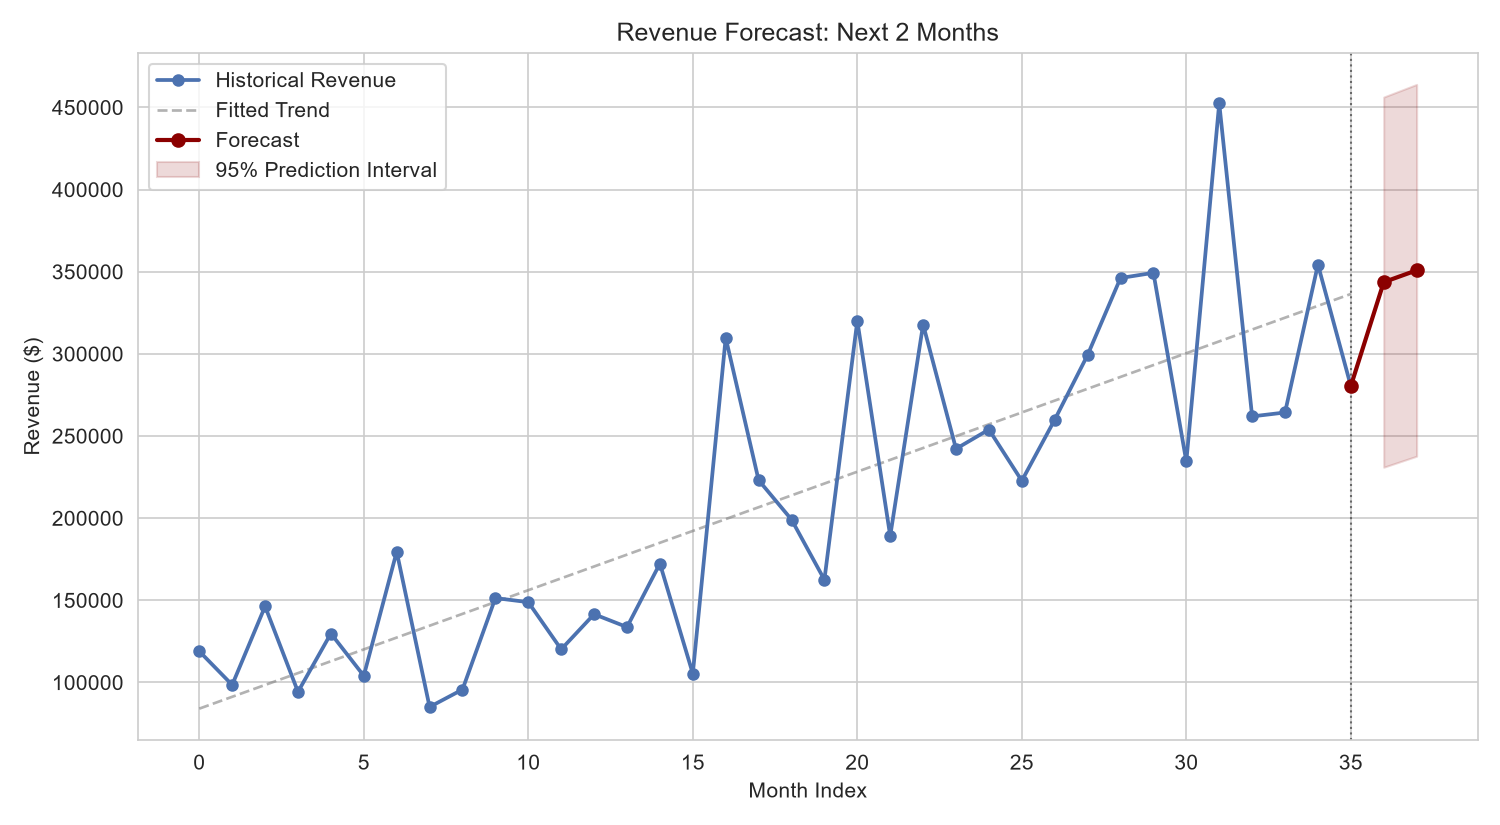 Revenue Forecast: Next 2 Months
Historical Revenue
Fitted Trend
Forecast
95% Prediction Interval
Revenue ($)
450000
400000
350000
300000
250000
200000
150000
100000
0 5 10 15 20 25 30 35
Month Index